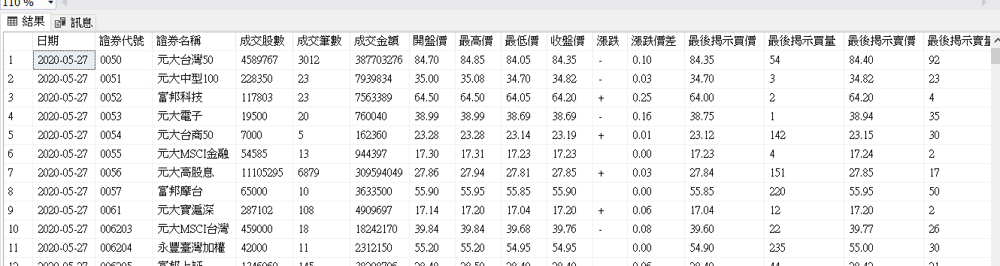 110 %
結果 訊息
日期 證券代號 證券名稱 成交股數 成交筆數 成交金額 開盤價 最高價 最低價 收盤價 漲跌 漲跌價差 最後揭示買價 最後揭示買量 最後揭示賣價 最後揭示賣量
1 2020-05-27 0050 元大台灣50 4589767 3012 387703276 84.70 84.85 84.05 84.35 - 0.10 84.35 54 84.40 92
2 2020-05-27 0051 元大中型100 228350 23 7939834 35.00 35.08 34.70 34.82 - 0.03 34.70 3 34.82 23
3 2020-05-27 0052 富邦科技 117803 23 7563389 64.50 64.50 64.05 64.20 + 0.25 64.00 2 64.20 4
4 2020-05-27 0053 元大電子 19500 20 760040 38.99 38.99 38.69 38.69 - 0.16 38.75 1 38.94 35
5 2020-05-27 0054 元大台商50 7000 5 162360 23.28 23.28 23.14 23.19 + 0.01 23.12 142 23.15 30
6 2020-05-27 0055 元大MSCI金融 54585 13 944397 17.30 17.31 17.23 17.23 0.00 17.23 4 17.24 2
7 2020-05-27 0056 元大高股息 11105295 6879 309594049 27.86 27.94 27.81 27.85 + 0.03 27.84 151 27.85 17
8 2020-05-27 0057 富邦摩台 65000 10 3633500 55.90 55.95 55.85 55.90 0.00 55.85 220 55.95 50
9 2020-05-27 0061 元大寶滬深 287102 108 4909697 17.14 17.20 17.04 17.20 + 0.06 17.04 12 17.20 2
10 2020-05-27 006203 元大MSCI台灣 459000 18 18242170 39.84 39.84 39.68 39.76 - 0.08 39.60 22 39.77 26
11 2020-05-27 006204 永豐臺灣加權 42000 11 2312150 55.20 55.20 54.95 54.95 0.00 54.90 235 55.00 30
12 2020-05-27 006205 富邦上証